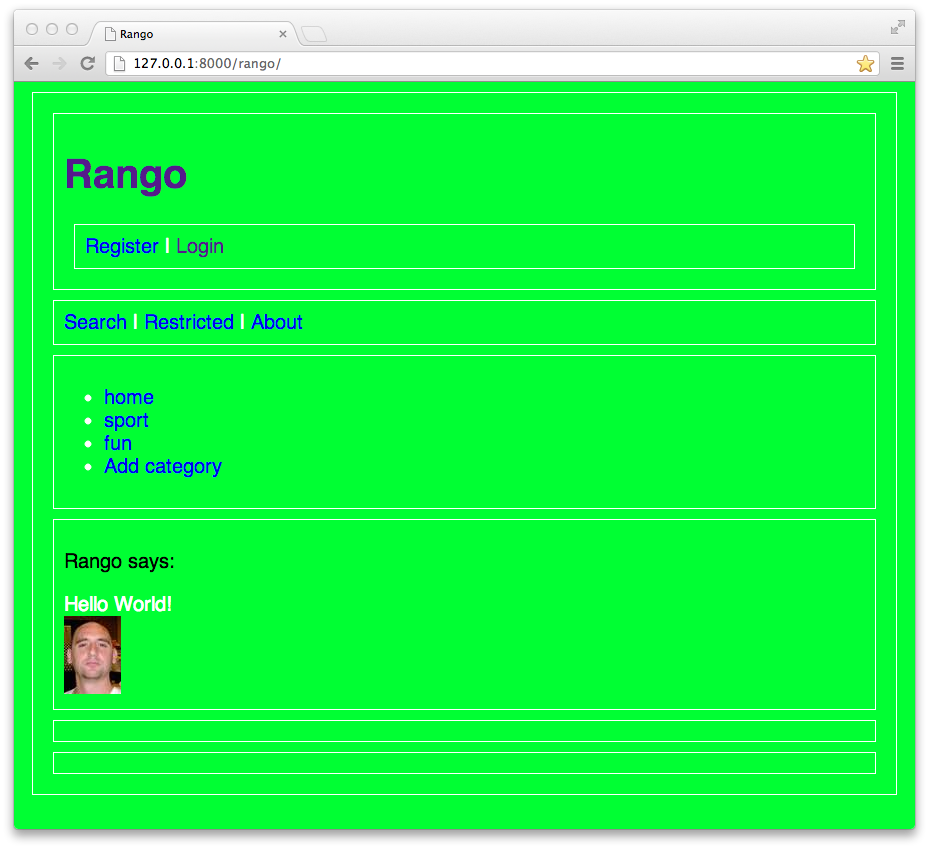 Rango
127.0.0.1:8000/rango/
Rango
Register | Login
Search | Restricted | About
home
sport
fun
Add category
Rango says:
Hello World!